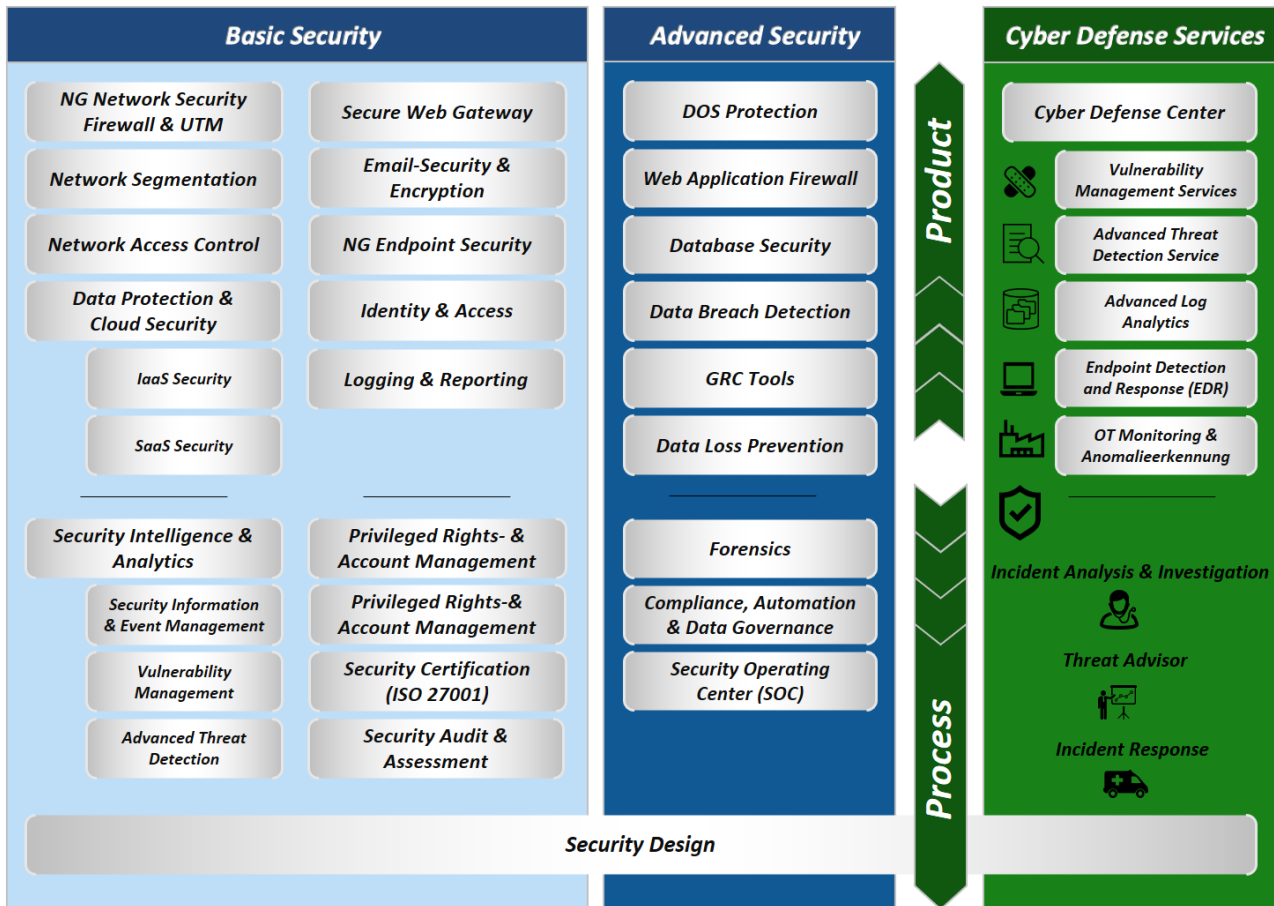 Basic Security
NG Network Security
Firewall & UTM
Network Segmentation
Network Access Control
Data Protection &
Cloud Security
IaaS Security
SaaS Security
Secure Web Gateway
Email-Security &
Encryption
NG Endpoint Security
Identity & Access
Logging & Reporting
Security Intelligence &
Analytics
Security Information
& Event Management
Vulnerability
Management
Advanced Threat
Detection
Privileged Rights- &
Account Management
Privileged Rights-&
Account Management
Security Certification
(ISO 27001)
Security Audit &
Assessment
Advanced Security
DOS Protection
Web Application Firewall
Database Security
Data Breach Detection
GRC Tools
Data Loss Prevention
Forensics
Compliance, Automation
& Data Governance
Security Operating
Center (SOC)
Product
Process
Cyber Defense Services
Cyber Defense Center
Vulnerability
Management Services
Advanced Threat
Detection Service
Advanced Log
Analytics
Endpoint Detection
and Response (EDR)
OT Monitoring &
Anomalieerkennung
Incident Analysis & Investigation
Threat Advisor
Incident Response
Security Design